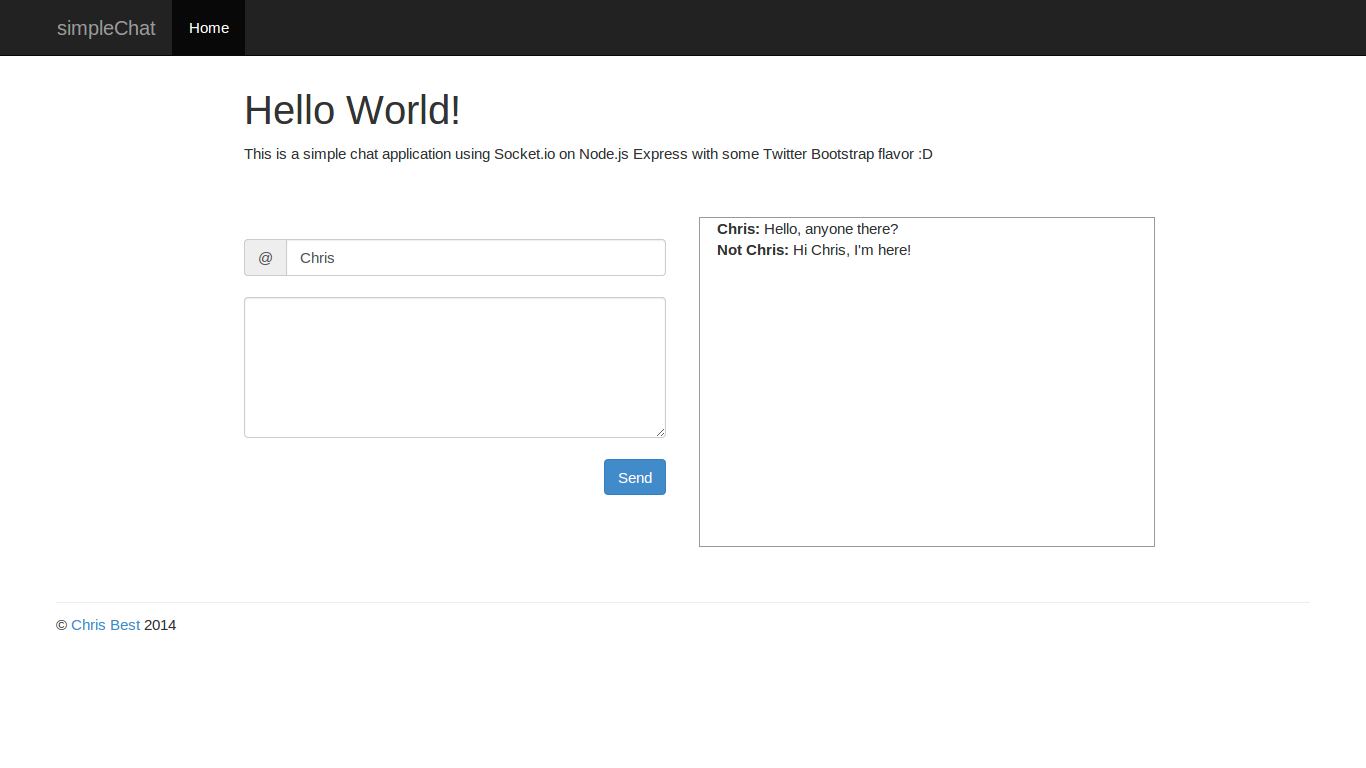 simpleChat Home
Hello World!
This is a simple chat application using Socket.io on Node.js Express with some Twitter Bootstrap flavor :D
@ Chris
Send
Chris: Hello, anyone there?
Not Chris: Hi Chris, I'm here!
© Chris Best 2014